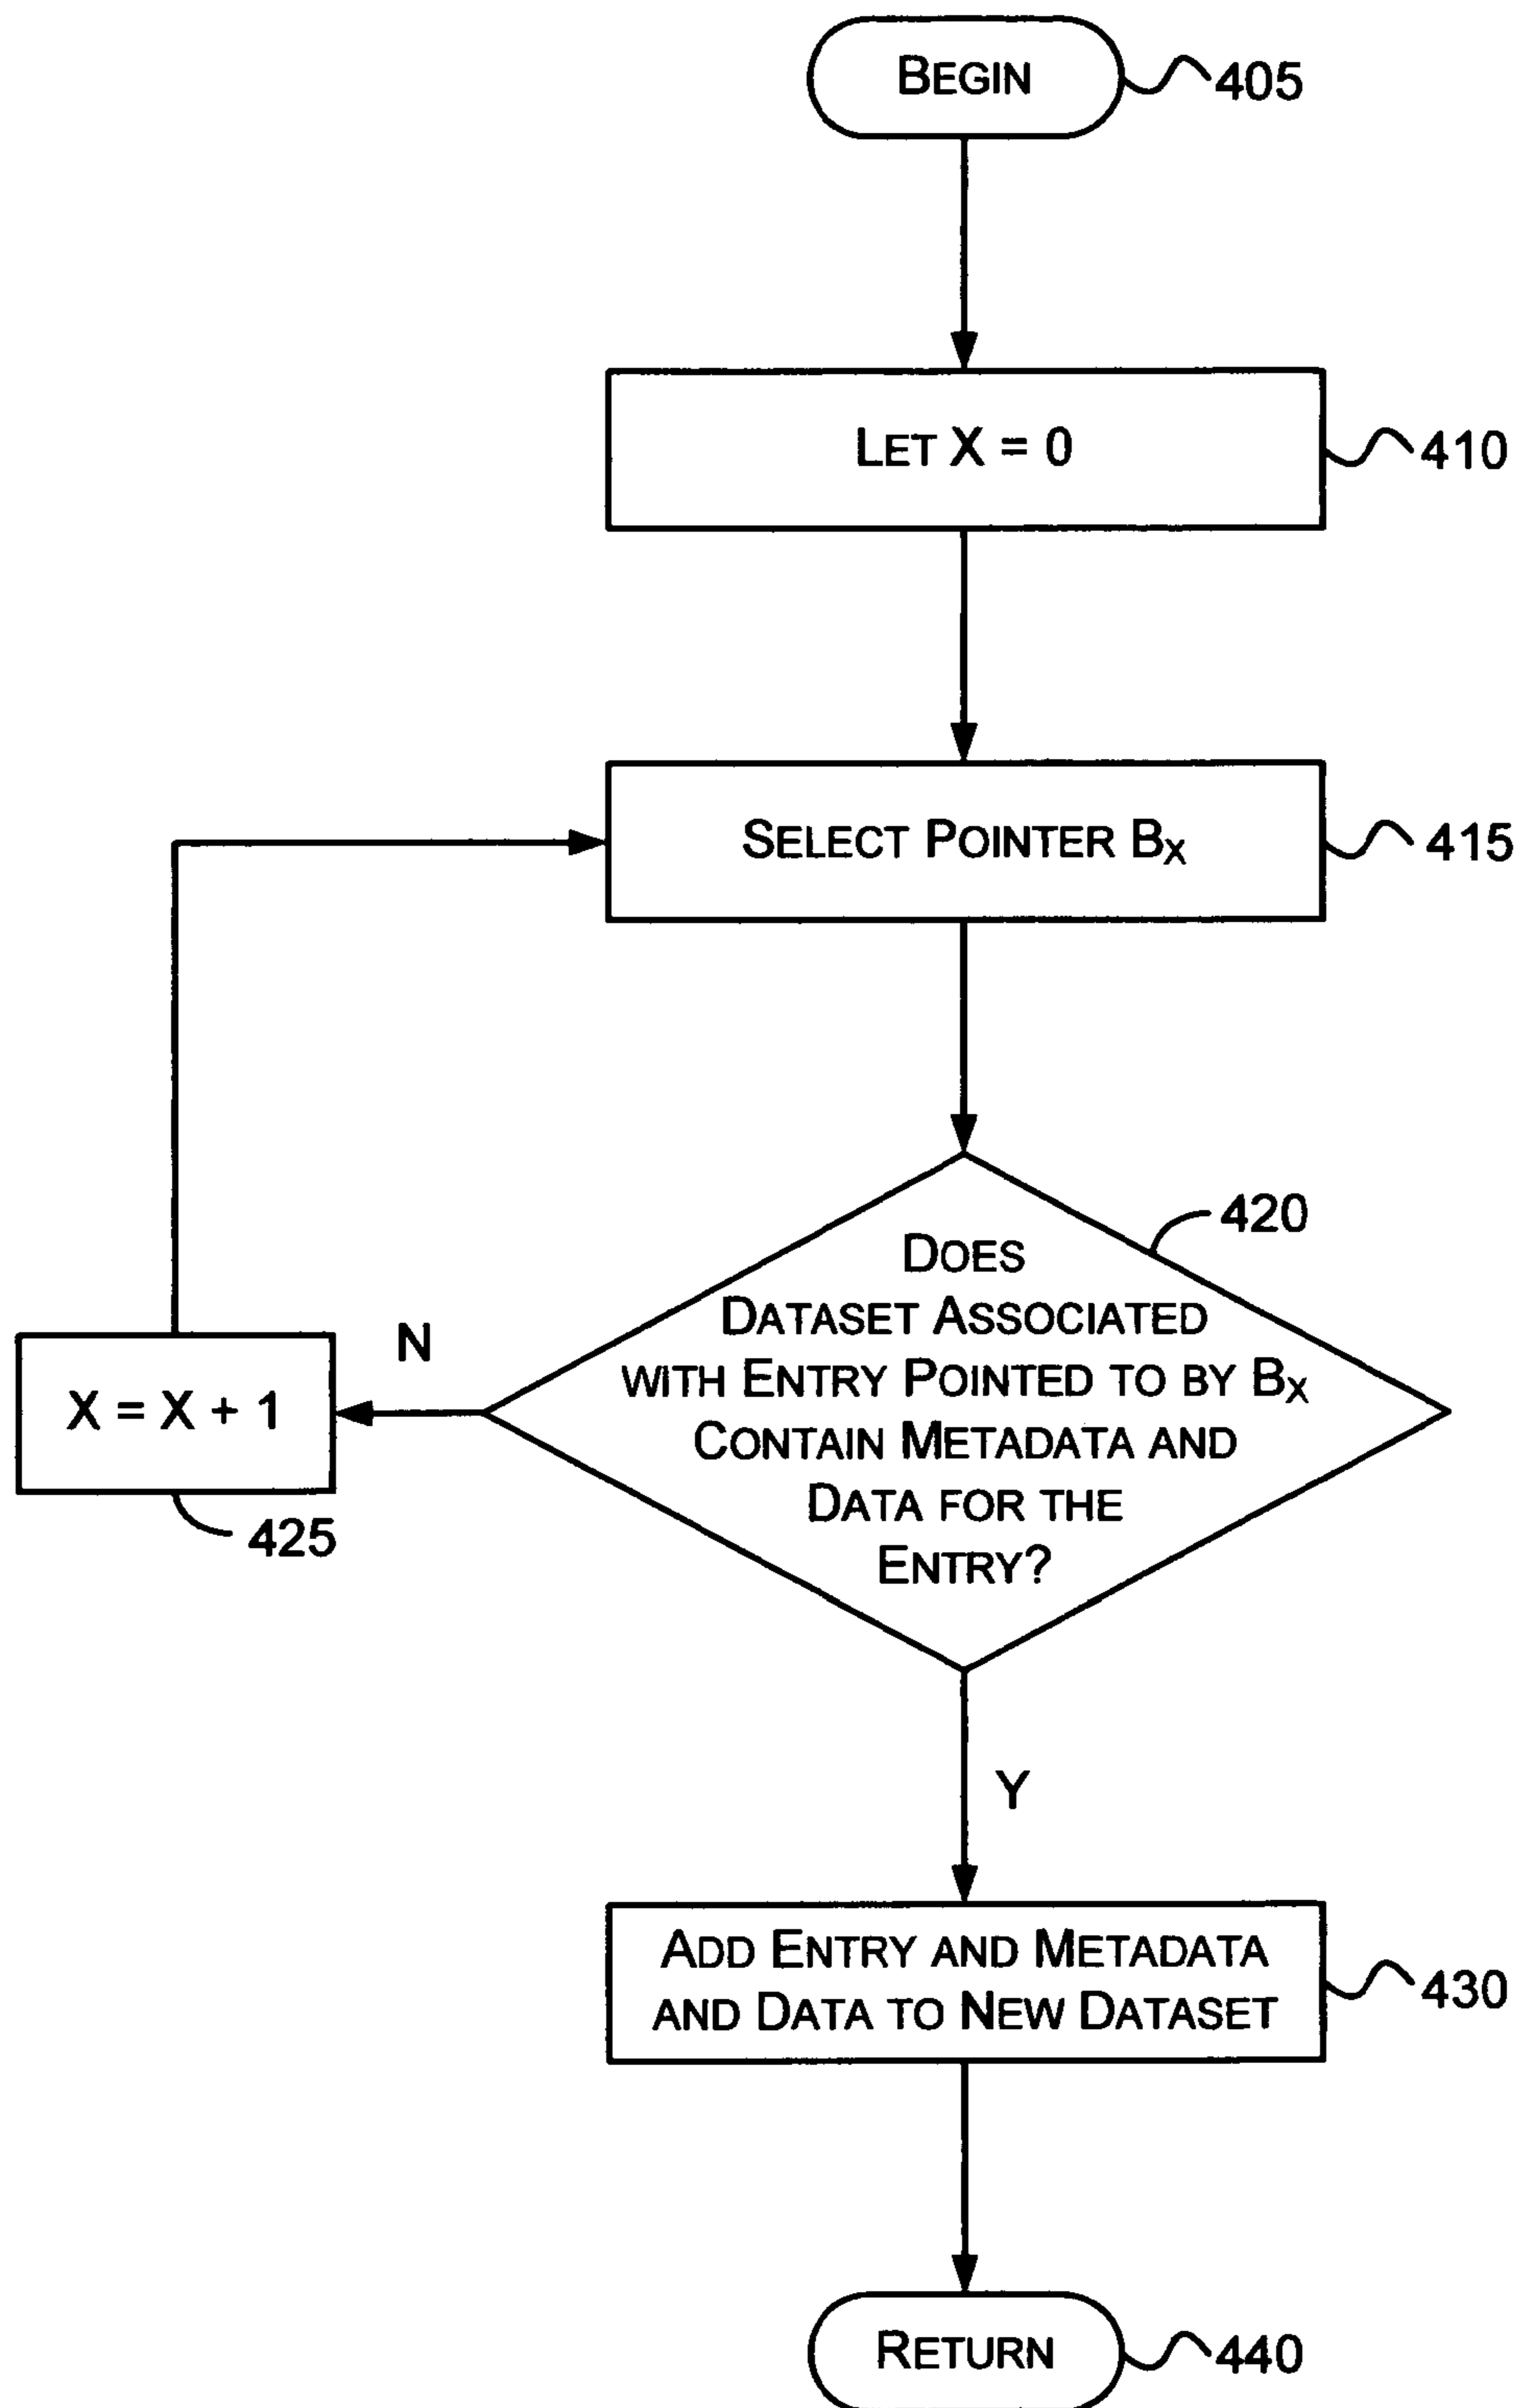 BEGIN
405
LET X = 0
410
SELECT POINTER BX
415
420
DOES
DATASET ASSOCIATED
WITH ENTRY POINTED TO BY BX
CONTAIN METADATA AND
DATA FOR THE
ENTRY?
N
X = X + 1
425
Y
ADD ENTRY AND METADATA
AND DATA TO NEW DATASET
430
RETURN
440